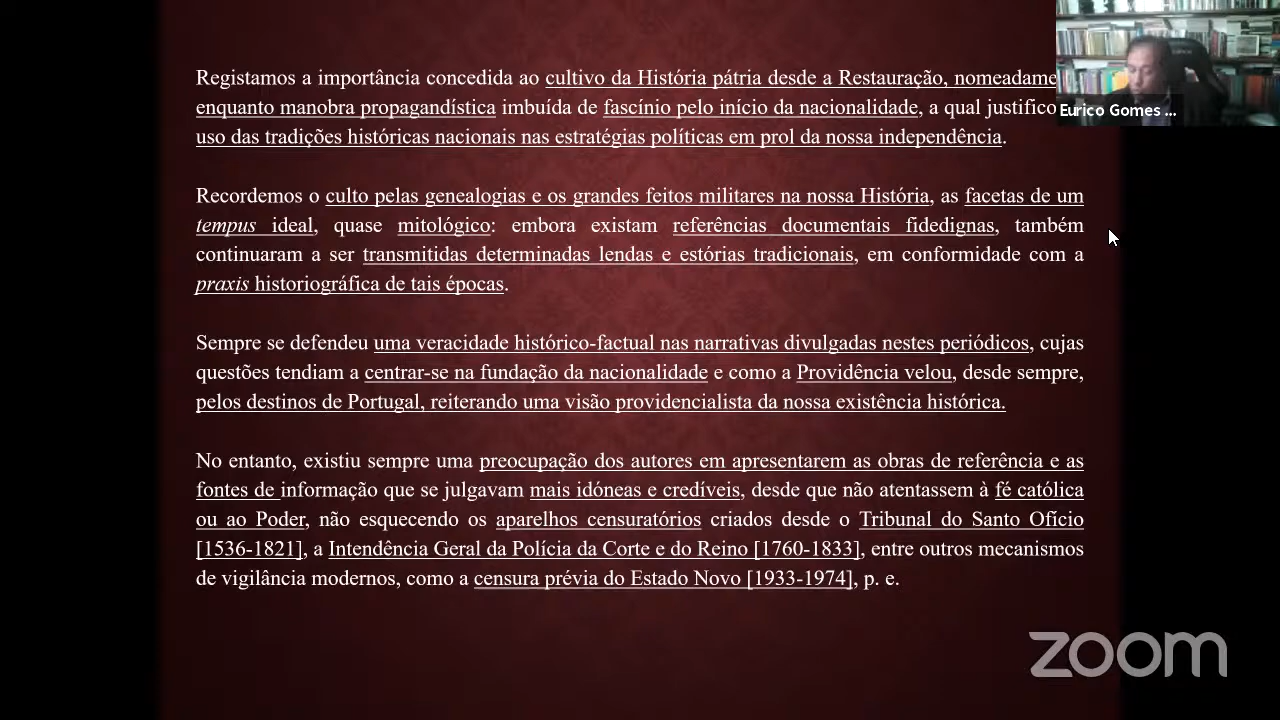 Registamos a importância concedida ao cultivo da História pátria desde a Restauração, nomeadame
enquanto manobra propagandística imbuída de fascínio pelo início da nacionalidade, a qual justifico
uso das tradições históricas nacionais nas estratégias políticas em prol da nossa independência.
Recordemos o culto pelas genealogias e os grandes feitos militares na nossa História, as facetas de um
tempus ideal, quase mitológico: embora existam referências documentais fidedignas, também
continuaram a ser transmitidas determinadas lendas e estórias tradicionais, em conformidade com a
praxis historiográfica de tais épocas.
Sempre se defendeu uma veracidade histórico-factual nas narrativas divulgadas nestes periódicos, cujas
questões tendiam a centrar-se na fundação da nacionalidade e como a Providência velou, desde sempre,
pelos destinos de Portugal, reiterando uma visão providencialista da nossa existência histórica.
No entanto, existiu sempre uma preocupação dos autores em apresentarem as obras de referência e as
fontes de informação que se julgavam mais idóneas e credíveis, desde que não atentassem à fé católica
ou ao Poder, não esquecendo os aparelhos censuratórios criados desde o Tribunal do Santo Ofício
[1536-1821], a Intendência Geral da Polícia da Corte e do Reino [1760-1833], entre outros mecanismos
de vigilância modernos, como a censura prévia do Estado Novo [1933-1974], p. e.
Eurico Gomes ...
zoom